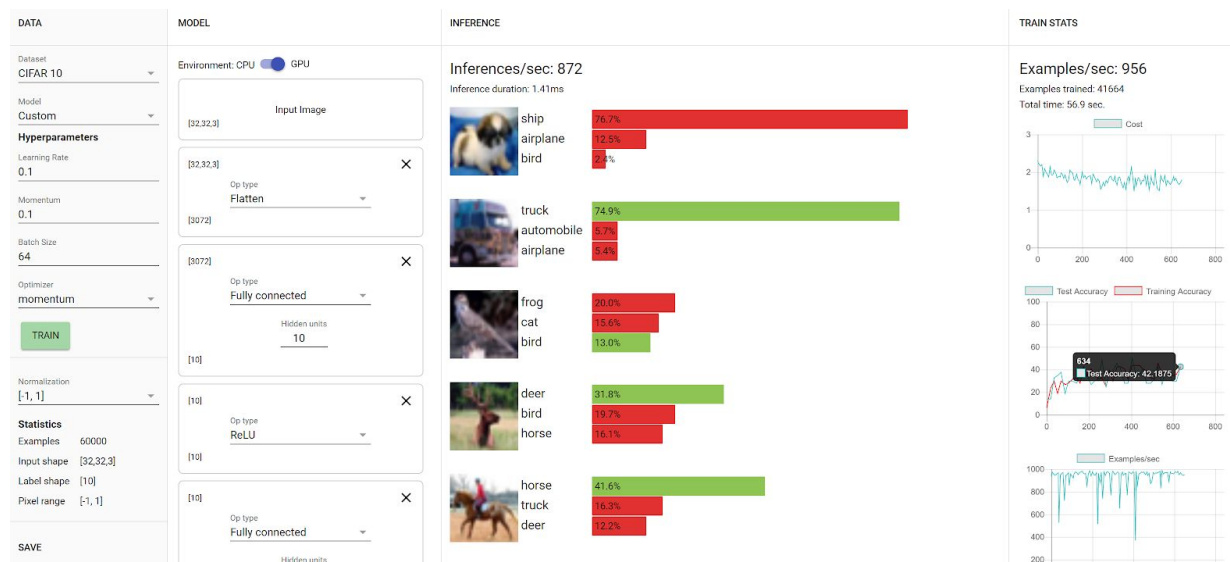 DATA
Dataset
CIFAR 10
Model
Custom
Hyperparameters
Learning Rate
0.1
Momentum
0.1
Batch Size
64
Optimizer
momentum
TRAIN
Normalization
[-1, 1]
Statistics
Examples 60000
Input shape [32,32,3]
Label shape [10]
Pixel range [-1, 1]
SAVE
MODEL
Environment: CPU GPU
Input Image
[32,32,3]
[32,32,3]
Op type
Flatten
[3072]
[3072]
Op type
Fully connected
Hidden units
10
[10]
[10]
Op type
ReLU
[10]
[10]
Op type
Fully connected
Hidden units
INFERENCE
Inferences/sec: 872
Inference duration: 1.41ms
ship 76.7%
airplane 12.5%
bird 2.4%
truck 74.9%
automobile 5.7%
airplane 5.4%
frog 20.0%
cat 15.6%
bird 13.0%
deer 31.8%
bird 19.7%
horse 16.1%
horse 41.6%
truck 16.3%
deer 12.2%
TRAIN STATS
Examples/sec: 956
Examples trained: 41664
Total time: 56.9 sec.
Cost
3
2
1
0
0 200 400 600 800
Test Accuracy Training Accuracy
100
80
60
40
20
0
634
Test Accuracy: 42.1875
0 200 400 600 800
Examples/sec
1000
800
600
400
200